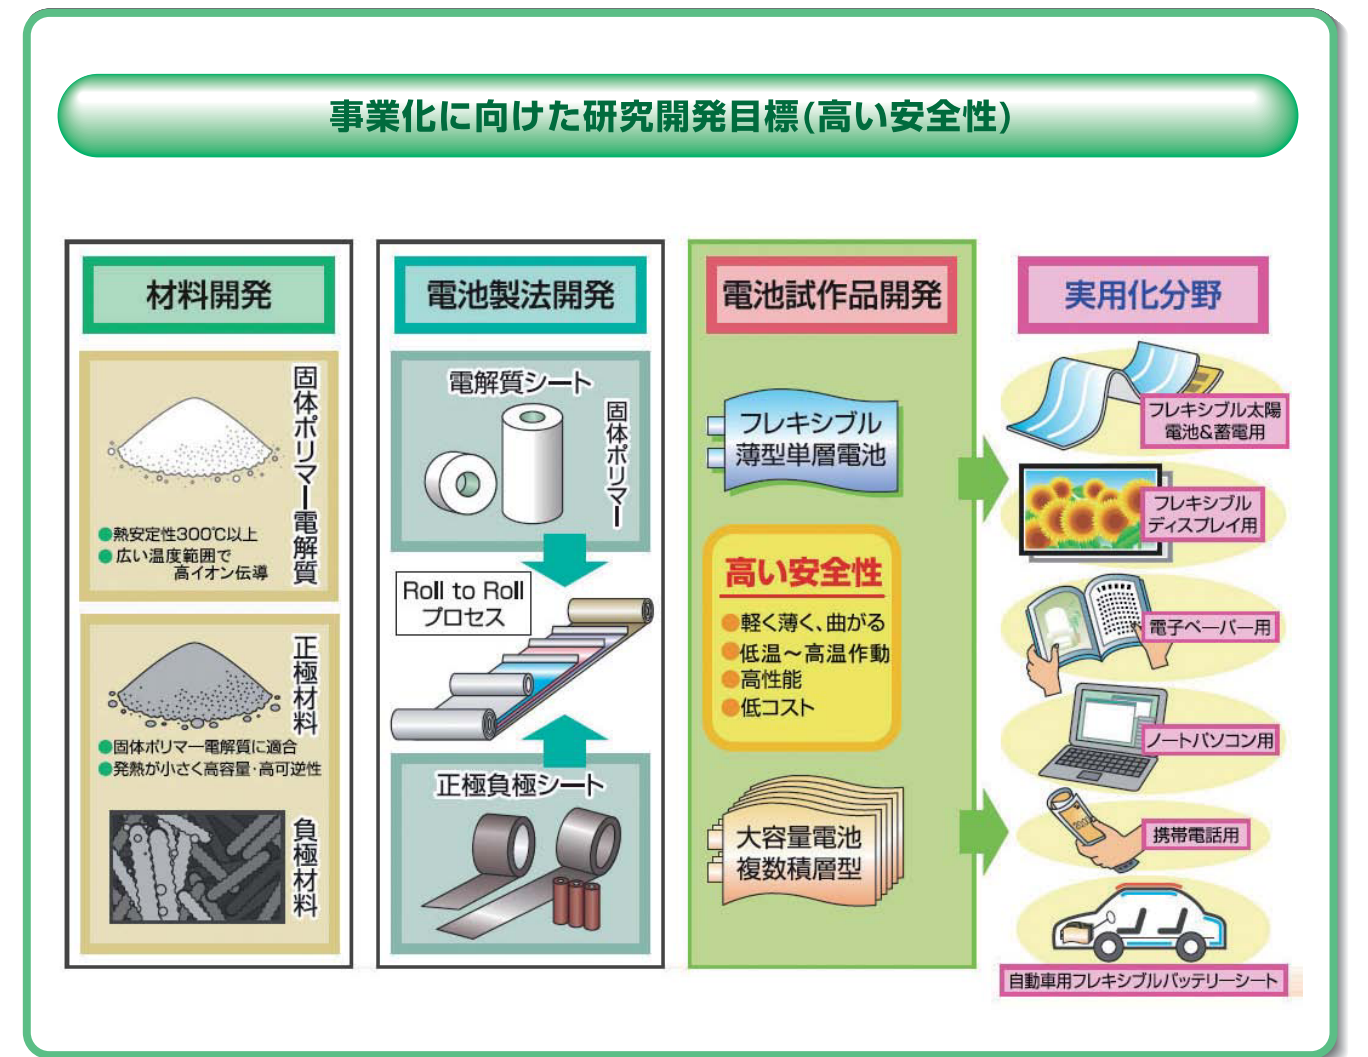 事業化に向けた研究開発目標(高い安全性)
材料開発
固体ポリマー電解質
●熱安定性300℃以上
●広い温度範囲で
高イオン伝導
正極材料
●固体ポリマー電解質に適合
●発熱が小さく高容量・高可逆性
負極材料
電池製法開発
電解質シート
固体ポリマー
Roll to Roll
プロセス
正極負極シート
電池試作品開発
フレキシブル
薄型単層電池
高い安全性
●軽く薄く、曲がる
●低温～高温作動
●高性能
●低コスト
大容量電池
複数積層型
実用化分野
フレキシブル太陽
電池&蓄電用
フレキシブル
ディスプレイ用
電子ペーパー用
ノートパソコン用
携帯電話用
自動車用フレキシブルバッテリーシート